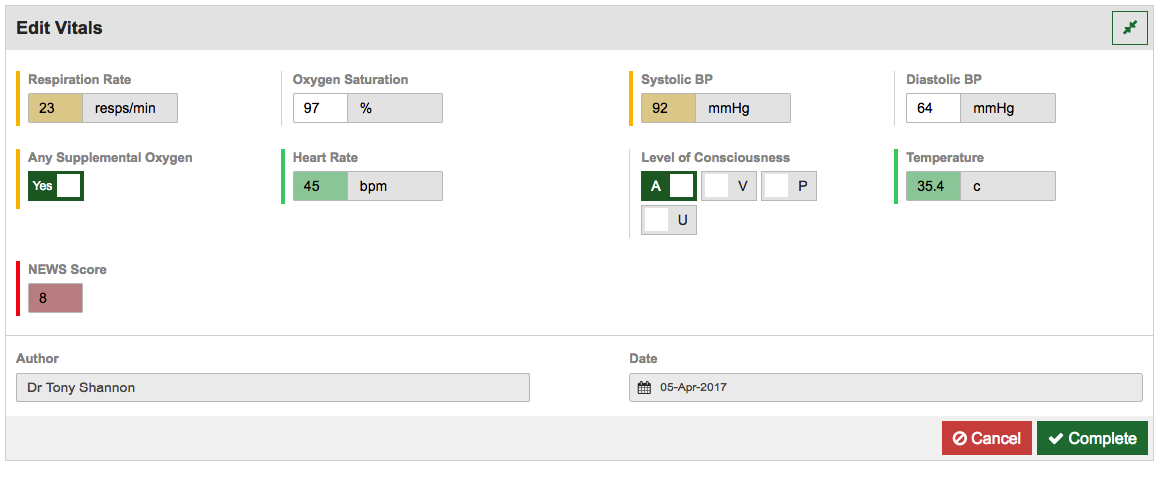 Edit Vitals
Respiration Rate Oxygen Saturation Systolic BP Diastolic BP
23 resps/min 97 % 92 mmHg 64 mmHg
Any Supplemental Oxygen Heart Rate Level of Consciousness Temperature
Yes 45 bpm A V P 35.4 c
U
NEWS Score
8
Author Date
Dr Tony Shannon 05-Apr-2017
Cancel Complete